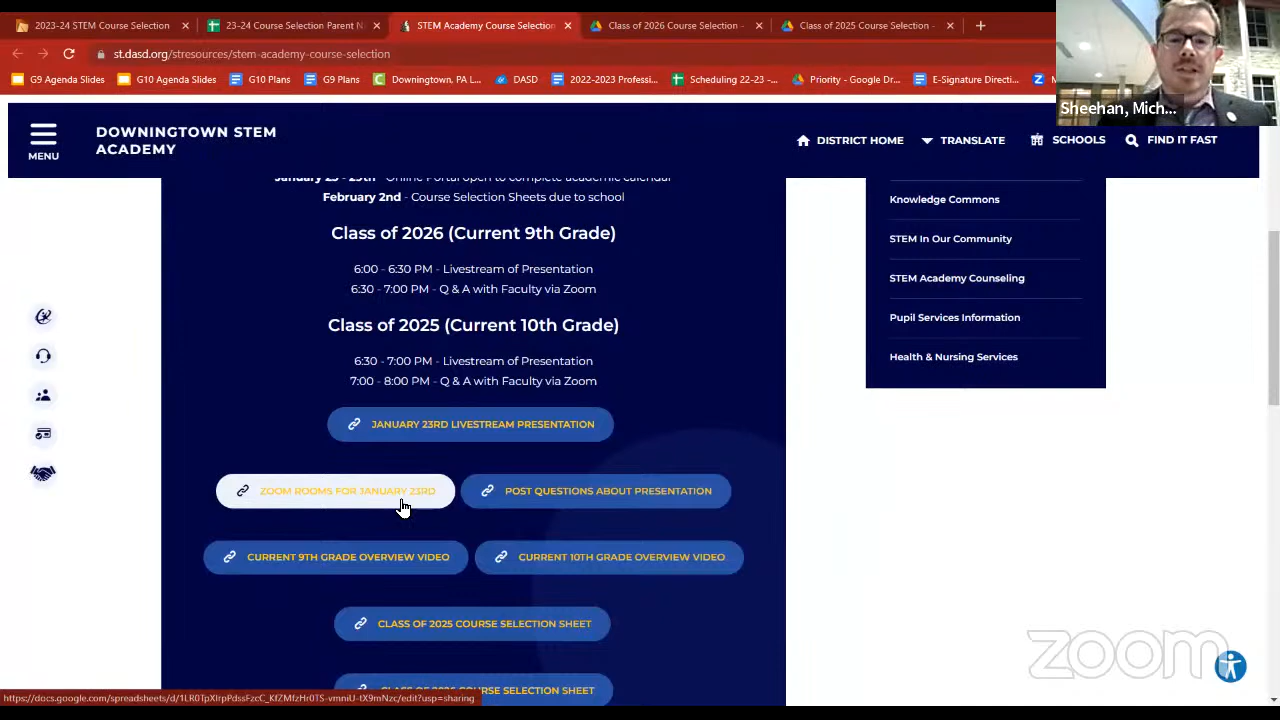 2023-24 STEM Course Selection
23-24 Course Selection Parent N
STEM Academy Course Selection
Class of 2026 Course Selection -
Class of 2025 Course Selection -
st.dasd.org/stresources/stem-academy-course-selection
G9 Agenda Slides
G10 Agenda Slides
G10 Plans
G9 Plans
Downingtown, PA L...
DASD
2022-2023 Professi...
Scheduling 22-23 -...
Priority - Google Dr...
E-Signature Directi...
Sheehan, Mich...
MENU
DOWNINGTOWN STEM
ACADEMY
DISTRICT HOME
TRANSLATE
SCHOOLS
FIND IT FAST
January 23 - 29th - Online Portal open to complete academic calendar
February 2nd - Course Selection Sheets due to school
Class of 2026 (Current 9th Grade)
6:00 - 6:30 PM - Livestream of Presentation
6:30 - 7:00 PM - Q & A with Faculty via Zoom
Class of 2025 (Current 10th Grade)
6:30 - 7:00 PM - Livestream of Presentation
7:00 - 8:00 PM - Q & A with Faculty via Zoom
JANUARY 23RD LIVESTREAM PRESENTATION
ZOOM ROOMS FOR JANUARY 23RD
POST QUESTIONS ABOUT PRESENTATION
CURRENT 9TH GRADE OVERVIEW VIDEO
CURRENT 10TH GRADE OVERVIEW VIDEO
CLASS OF 2025 COURSE SELECTION SHEET
CLASS OF 2026 COURSE SELECTION SHEET
Knowledge Commons
STEM In Our Community
STEM Academy Counseling
Pupil Services Information
Health & Nursing Services
zoom